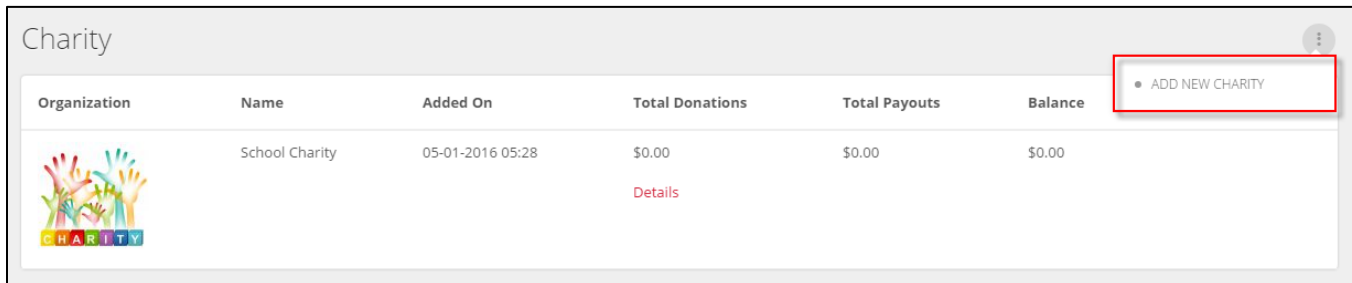 Charity
ADD NEW CHARITY
Organization Name Added On Total Donations Total Payouts Balance
School Charity 05-01-2016 05:28 $0.00 $0.00 $0.00
Details
CHARITY